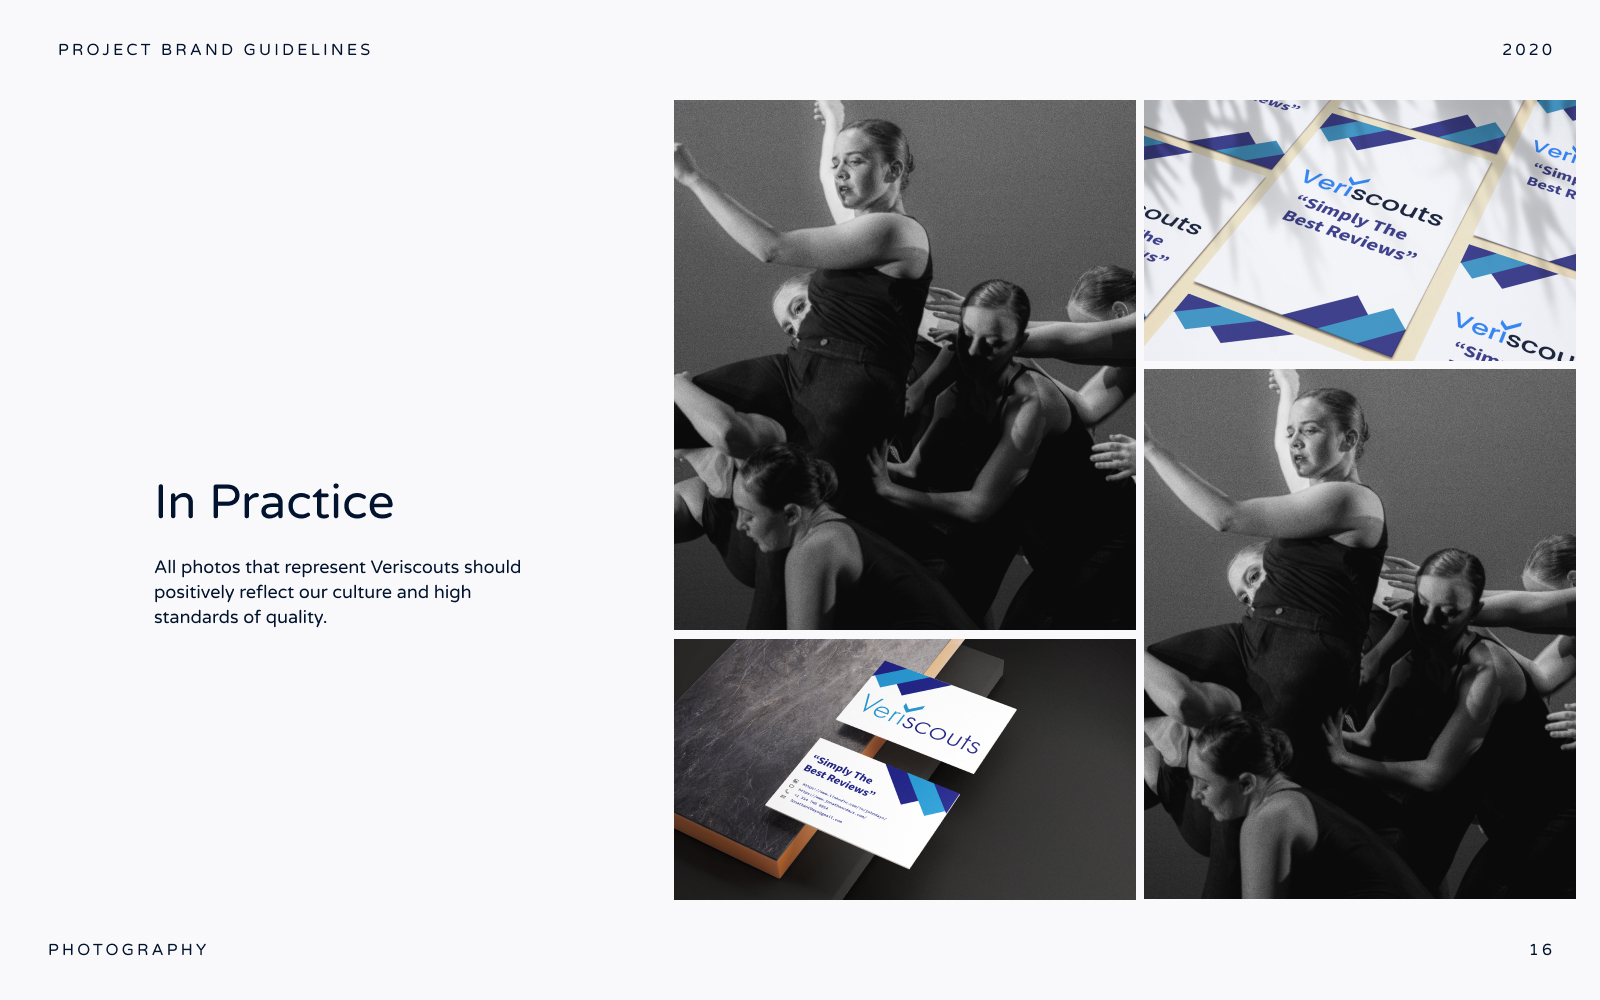 PROJECT BRAND GUIDELINES
2020
In Practice
All photos that represent Veriscouts should
positively reflect our culture and high
standards of quality.
ews”
Veriscouts
“Simply The
Best Reviews”
Veri
“Simp
Best R
couts
he
ws”
Veriscou
“Sim
Veriscouts
“Simply The
Best Reviews”
PHOTOGRAPHY
16